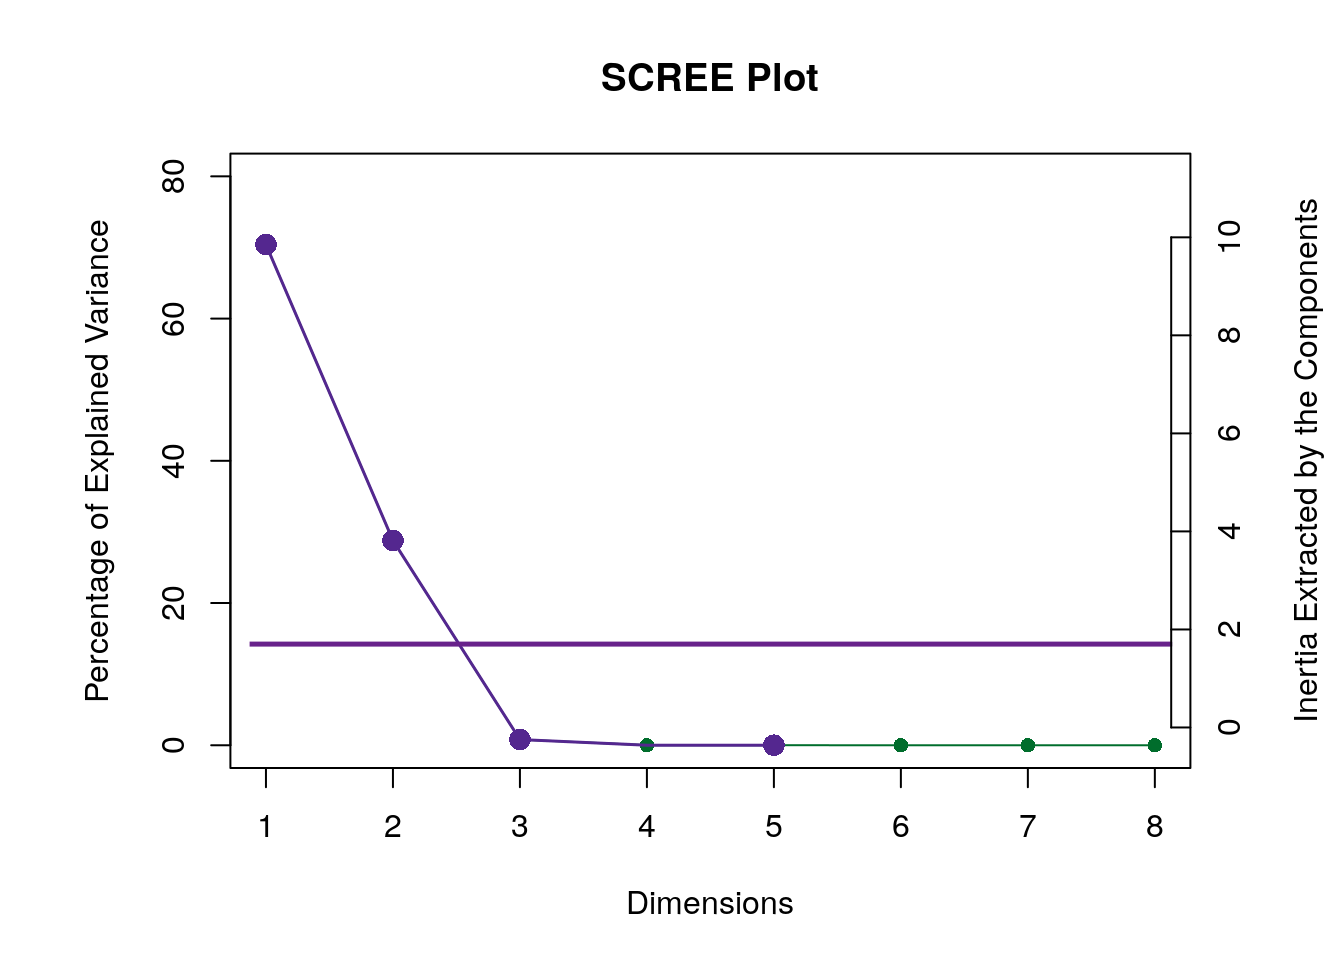 SCREE Plot
Percentage of Explained Variance
80
60
40
20
0
10
8
6
4
2
0
Inertia Extracted by the Components
1 2 3 4 5 6 7 8
Dimensions